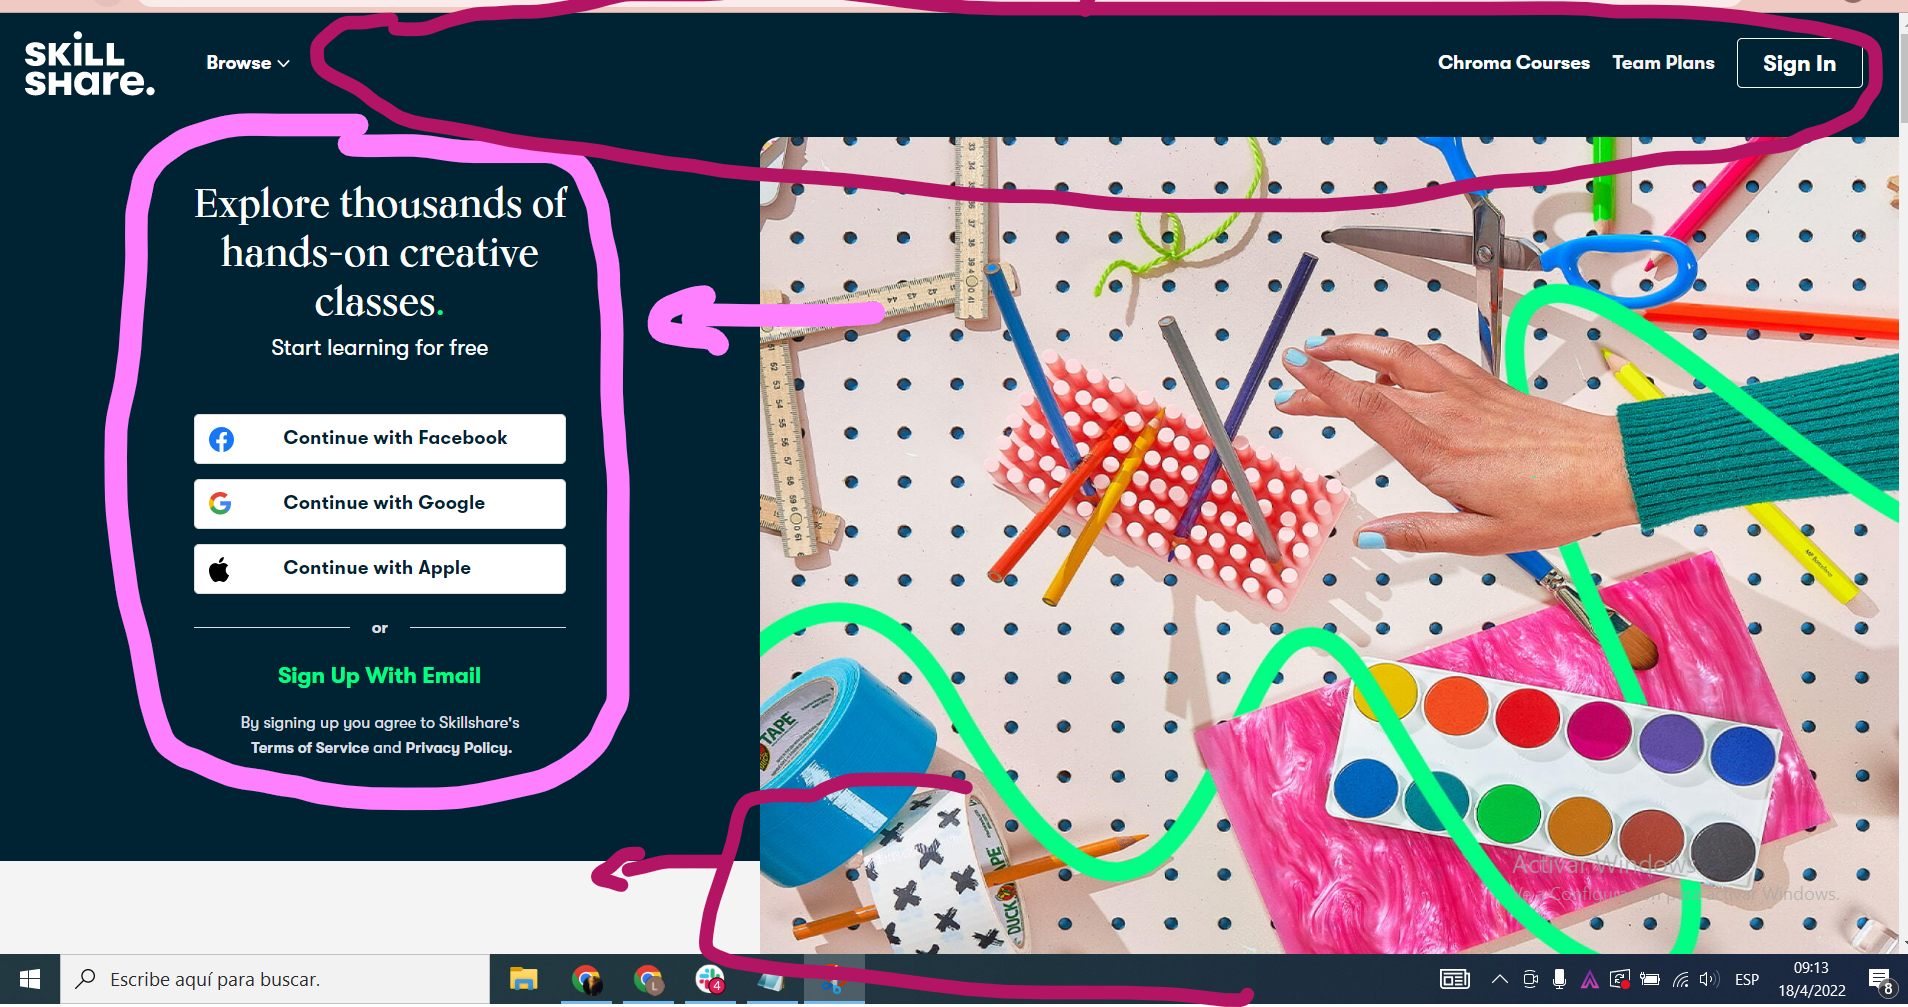 SKILL
SHare.
Browse
Chroma Courses
Team Plans
Sign In
Explore thousands of
hands-on creative
classes.
Start learning for free
Continue with Facebook
Continue with Google
Continue with Apple
or
Sign Up With Email
By signing up you agree to Skillshare's
Terms of Service and Privacy Policy.
TAPE
DUCK TAPE
Activar Windows
Escribe aquí para buscar.
L
4
ESP
09:13
18/4/2022
8